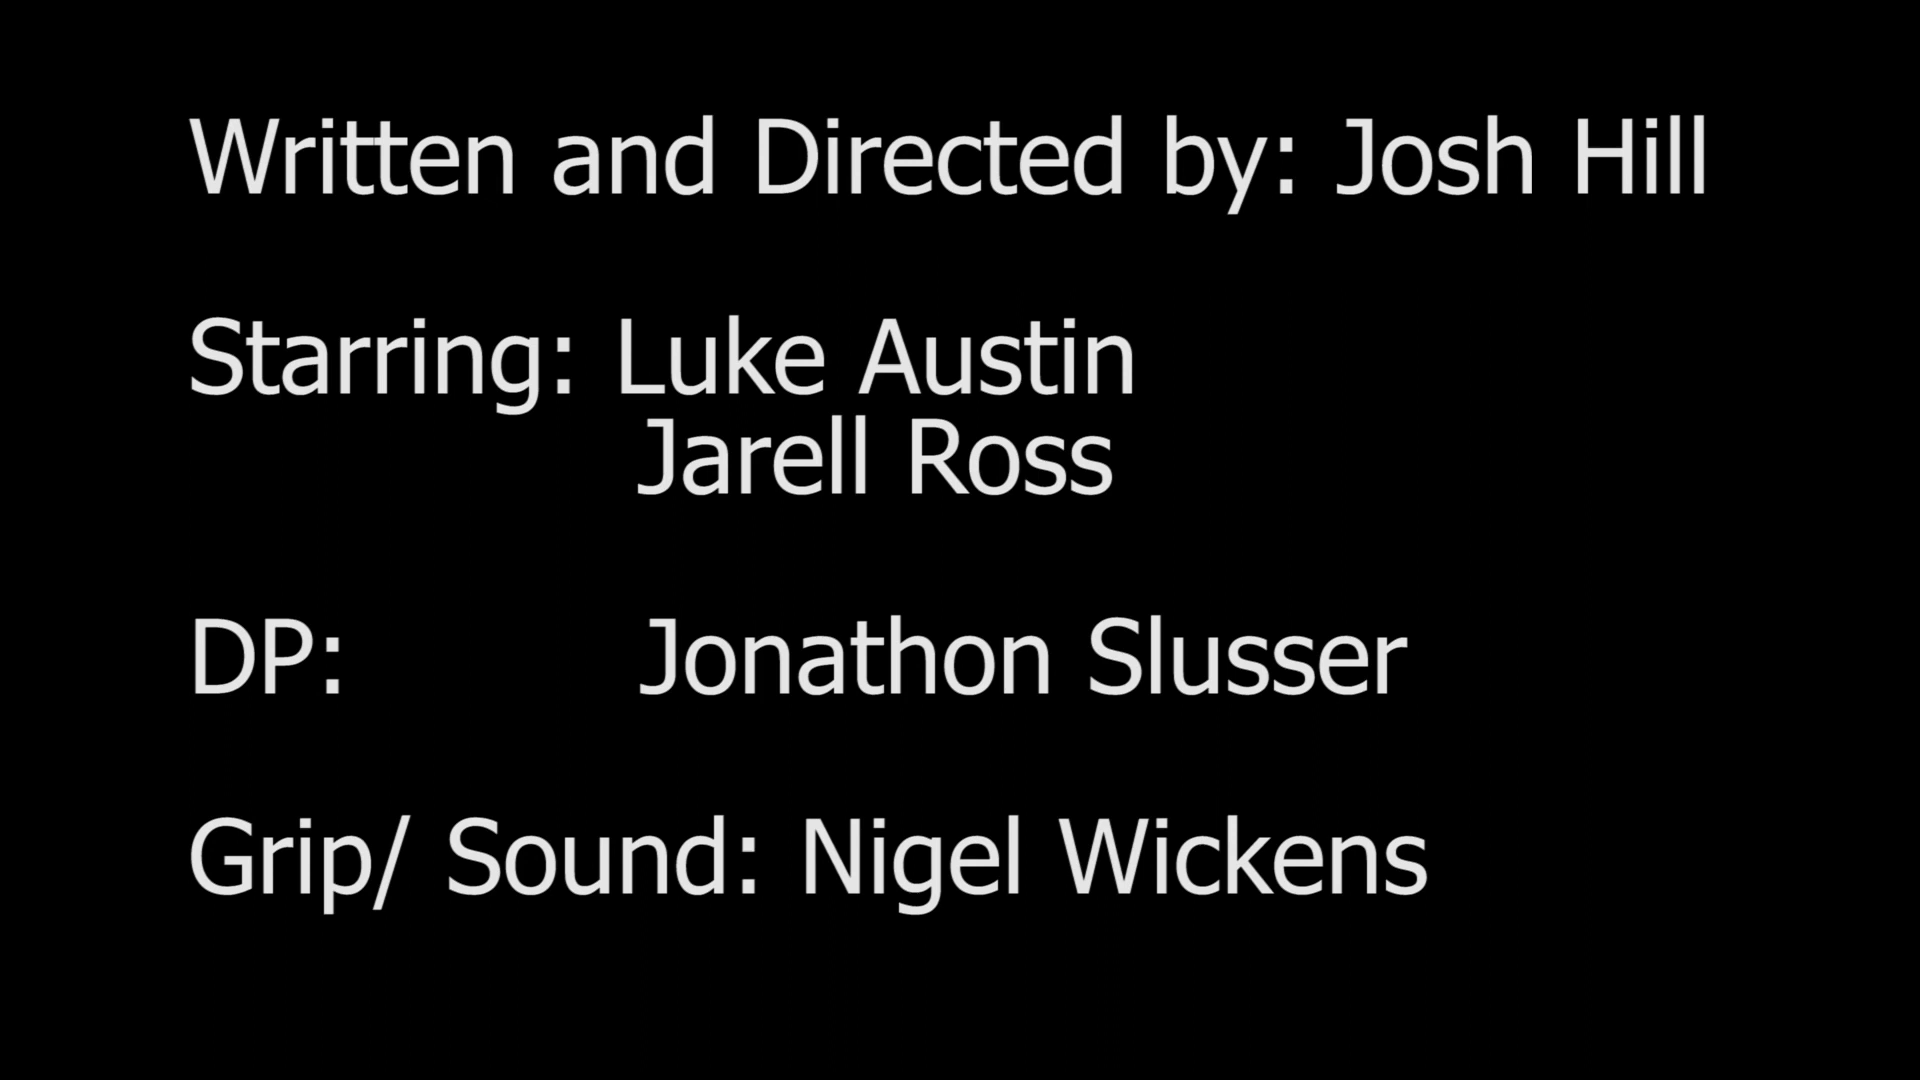 Written and Directed by: Josh Hill
Starring: Luke Austin
Jarell Ross
DP: Jonathon Slusser
Grip/ Sound: Nigel Wickens